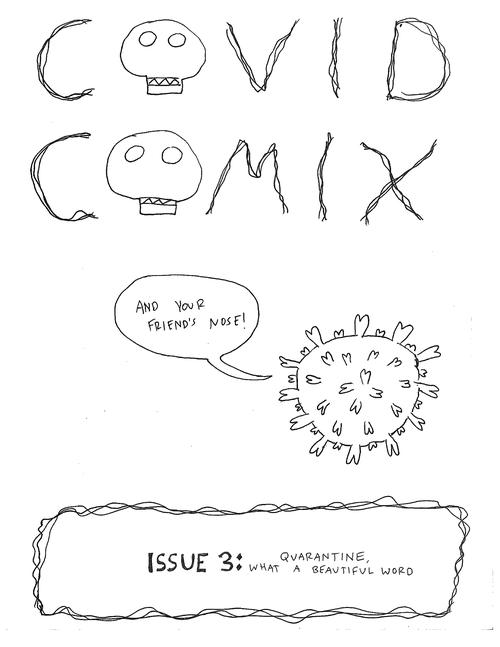 COVID
COMIX
AND YOUR
FRIEND'S NOSE!
ISSUE 3: QUARANTINE,
WHAT A BEAUTIFUL WORD